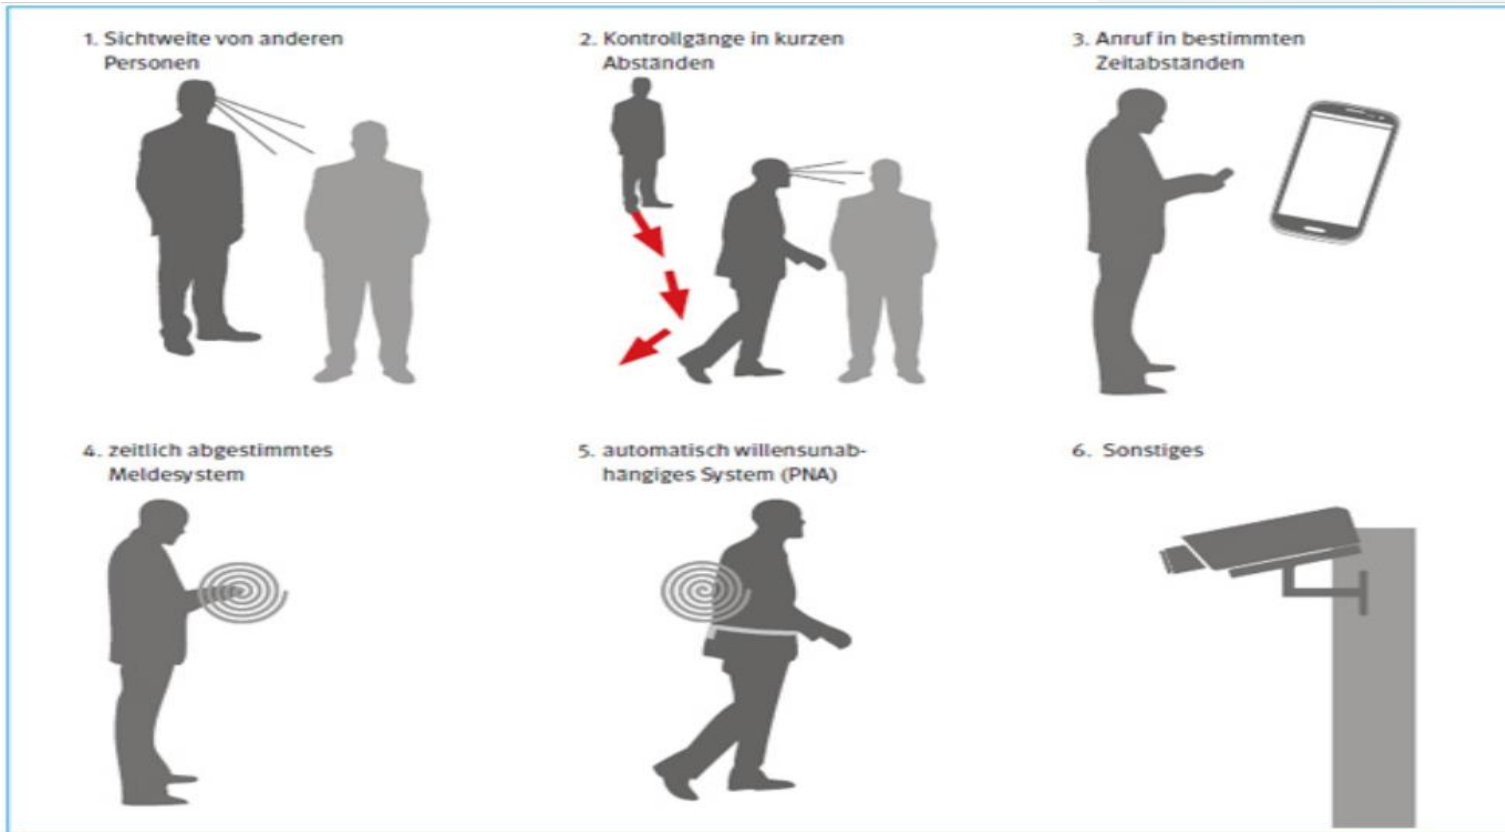 1. Sichtweite von anderen
Personen
2. Kontrollgänge in kurzen
Abständen
3. Anruf in bestimmten
Zeitabständen
4. zeitlich abgestimmtes
Meldesystem
5. automatisch willensunab-
hängiges System (PNA)
6. Sonstiges